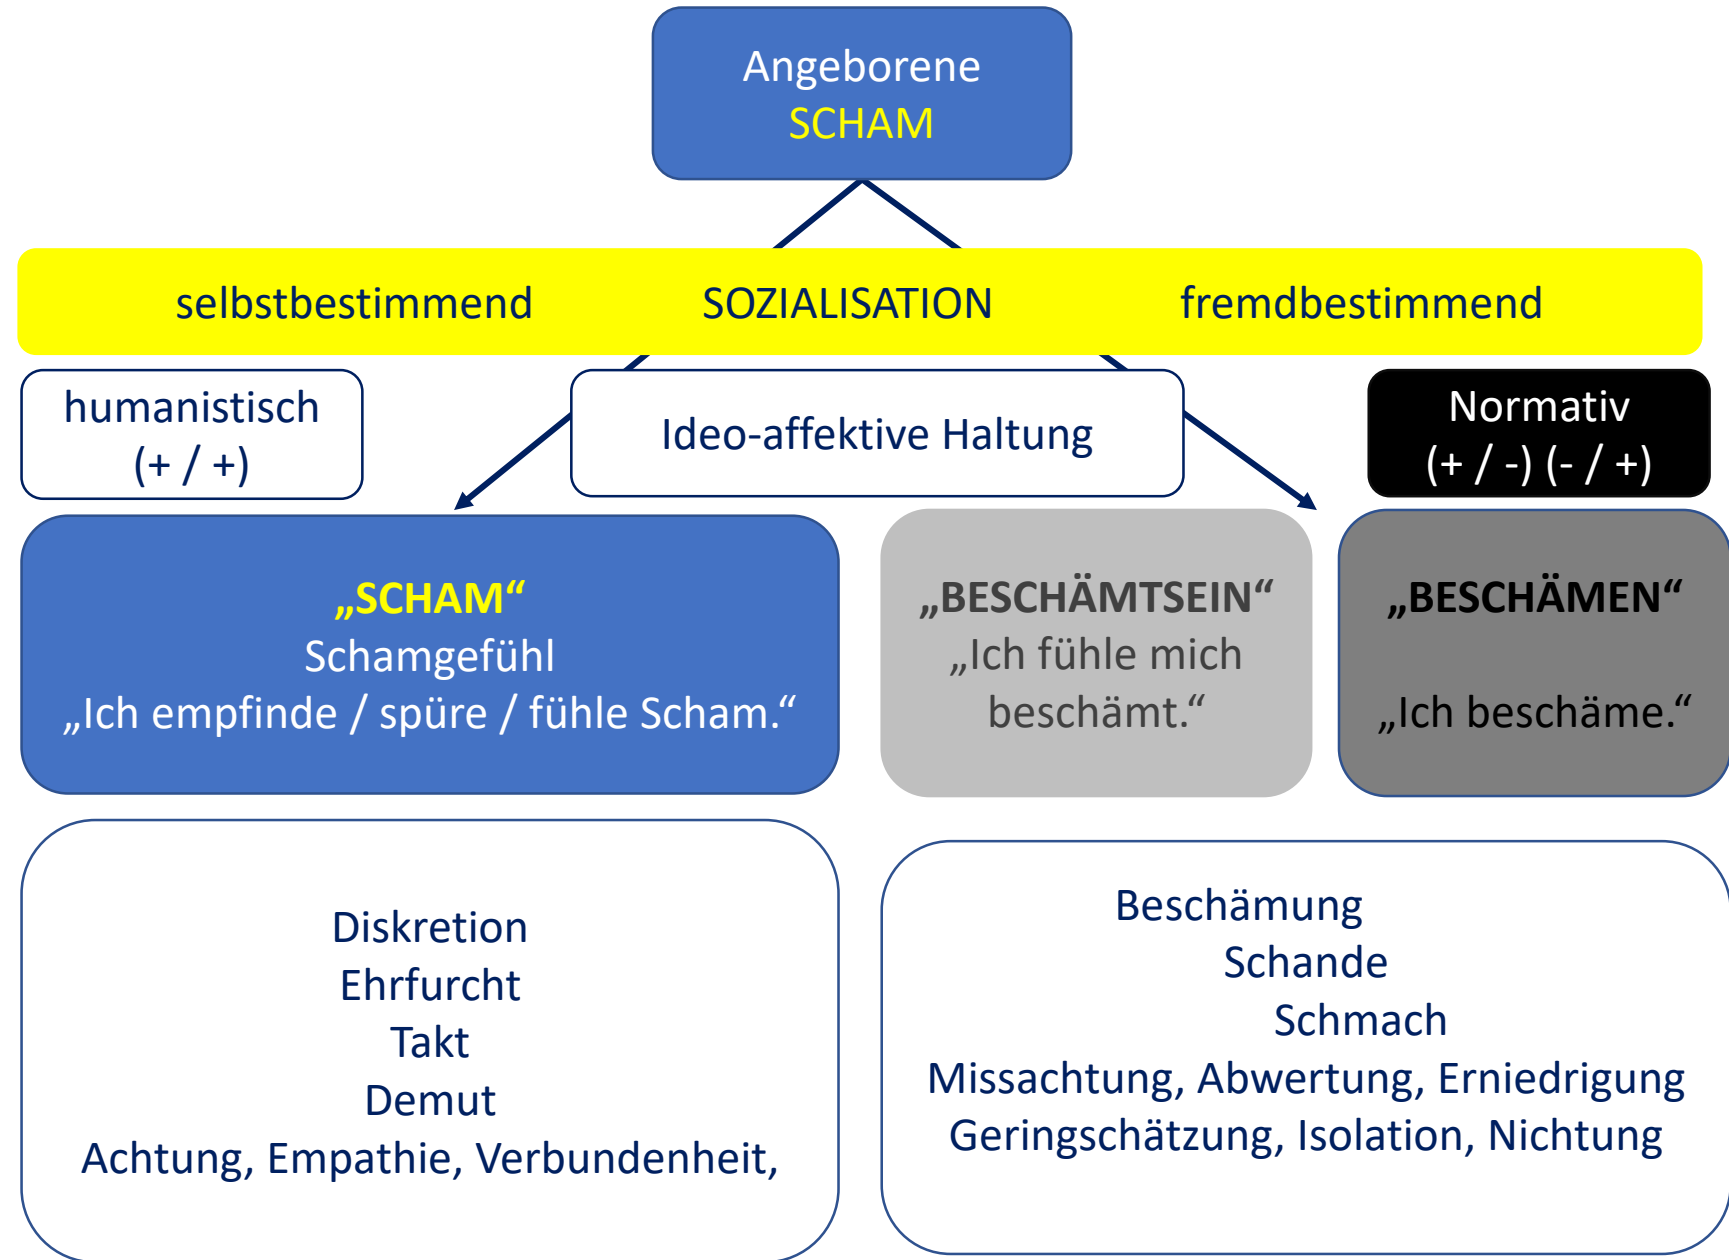 Angeborene
SCHAM
selbstbestimmend SOZIALISATION fremdbestimmend
humanistisch
(+ / +)
Ideo-affektive Haltung
Normativ
(+ / -) (- / +)
„SCHAM“
Schamgefühl
„Ich empfinde / spüre / fühle Scham.“
„BESCHÄMTSEIN“
„Ich fühle mich
beschämt.“
„BESCHÄMEN“
„Ich beschäme.“
Diskretion
Ehrfurcht
Takt
Demut
Achtung, Empathie, Verbundenheit,
Beschämung
Schande
Schmach
Missachtung, Abwertung, Erniedrigung
Geringschätzung, Isolation, Nichtung